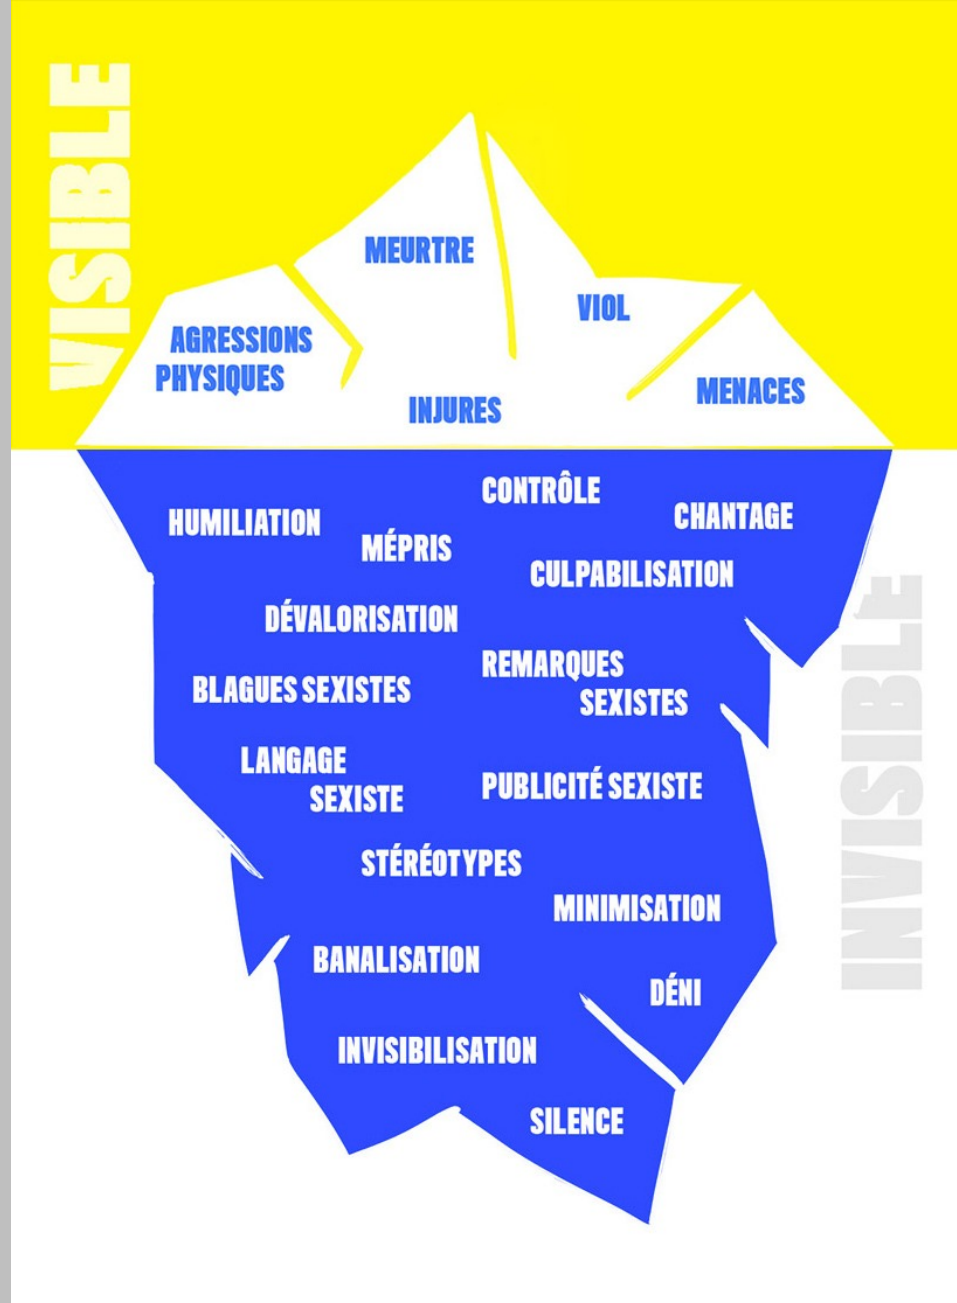 VISIBLE
MEURTRE
VIOL
AGRESSIONS
PHYSIQUES
MENACES
INJURES
CONTRÔLE
CHANTAGE
HUMILIATION
MÉPRIS
CULPABILISATION
DÉVALORISATION
REMARQUES
SEXISTES
BLAGUES SEXISTES
LANGAGE
SEXISTE
PUBLICITÉ SEXISTE
STÉRÉOTYPES
MINIMISATION
BANALISATION
DÉNI
INVISIBILISATION
SILENCE
INVISIBLE